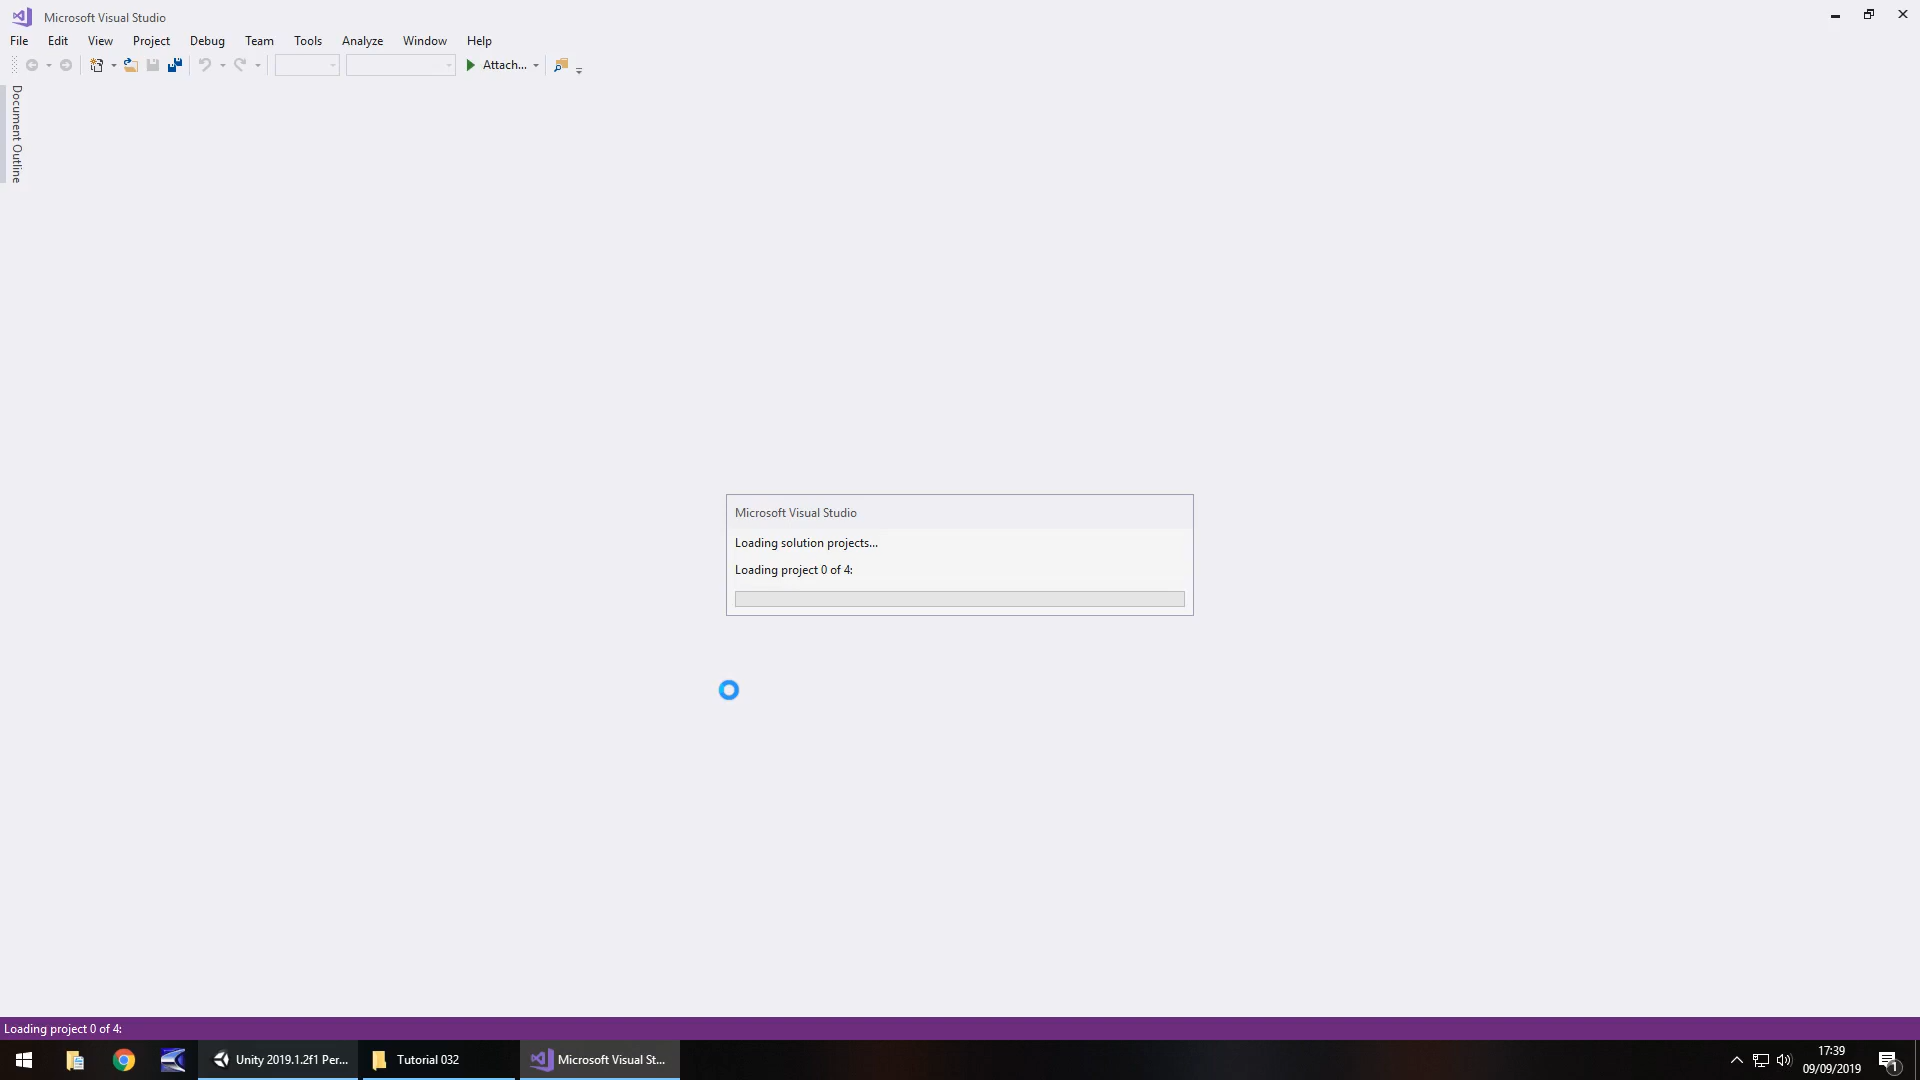 Microsoft Visual Studio
File Edit View Project Debug Team Tools Analyze Window Help
Attach...
Document Outline
Microsoft Visual Studio
Loading solution projects...
Loading project 0 of 4:
Loading project 0 of 4:
Unity 2019.1.2f1 Per...
Tutorial 032
Microsoft Visual St...
17:39
09/09/2019
1